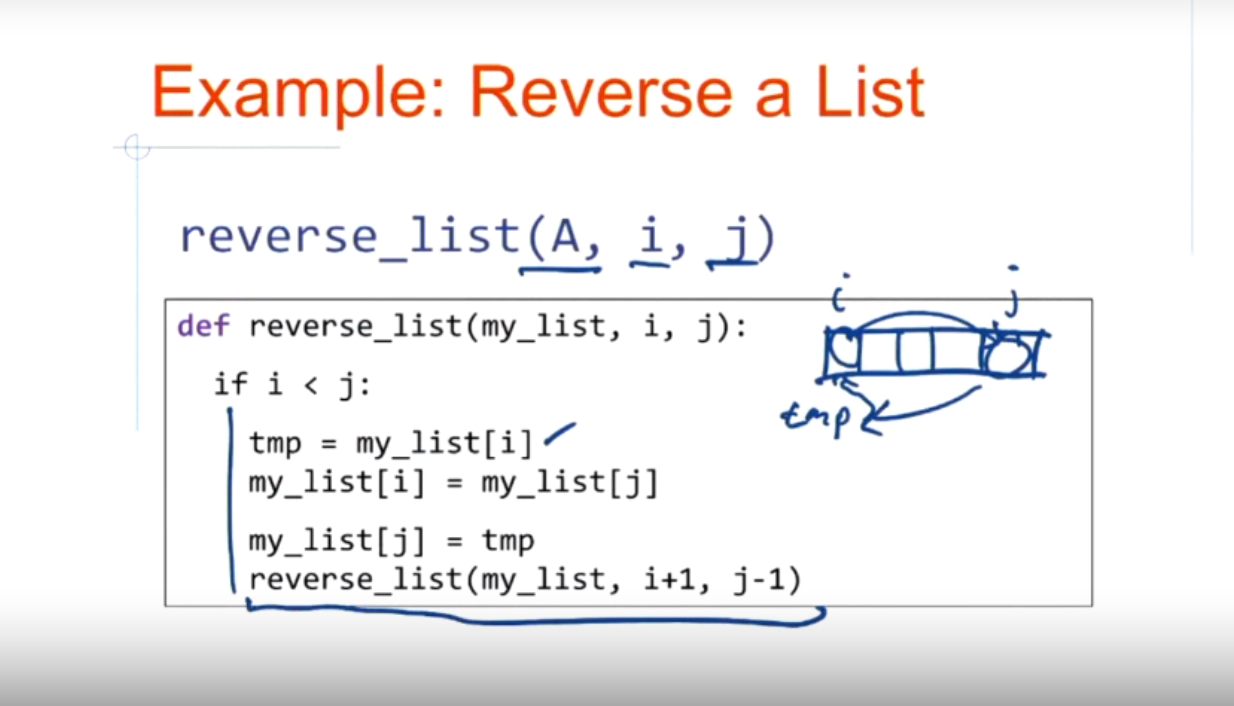 Example: Reverse a List
reverse_list(A, i, j)
i j
def reverse_list(my_list, i, j):
if i < j:
tmp
tmp = my_list[i]
my_list[i] = my_list[j]
my_list[j] = tmp
reverse_list(my_list, i+1, j-1)